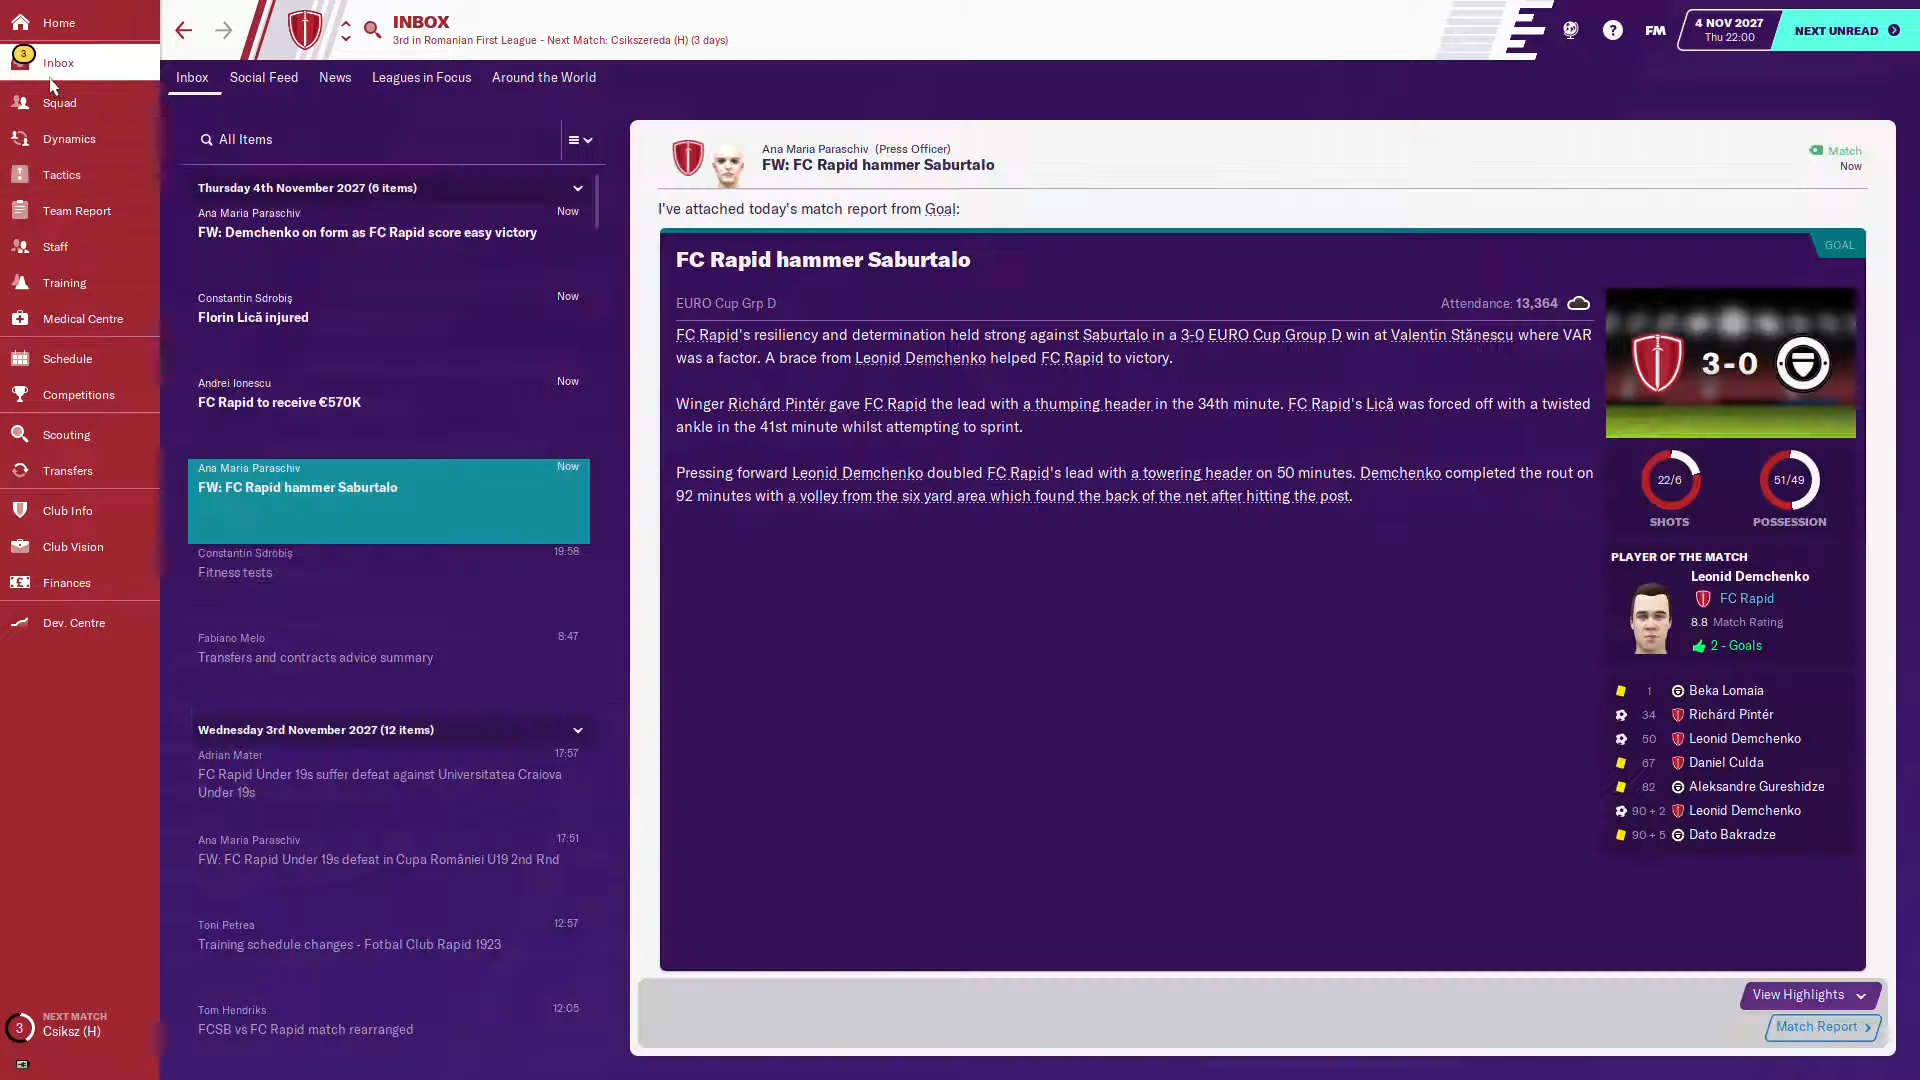 Home
3
Inbox
Squad
Dynamics
Tactics
Team Report
Staff
Training
Medical Centre
Schedule
Competitions
Scouting
Transfers
Club Info
Club Vision
Finances
Dev. Centre
3
NEXT MATCH
Csiksz (H)
INBOX
3rd in Romanian First League - Next Match: Csikszereda (H) (3 days)
?
FM
4 NOV 2027
Thu 22:00
NEXT UNREAD
Inbox
Social Feed
News
Leagues in Focus
Around the World
All Items
Thursday 4th November 2027 (6 items)
Ana Maria Paraschiv
Now
FW: Demchenko on form as FC Rapid score easy victory
Constantin Sdrobiș
Now
Florin Lică injured
Andrei Ionescu
Now
FC Rapid to receive €570K
Ana Maria Paraschiv
Now
FW: FC Rapid hammer Saburtalo
Constantin Sdrobiș
19:58
Fitness tests
Fabiano Melo
8:47
Transfers and contracts advice summary
Wednesday 3rd November 2027 (12 items)
Adrian Matei
17:57
FC Rapid Under 19s suffer defeat against Universitatea Craiova
Under 19s
Ana Maria Paraschiv
17:51
FW: FC Rapid Under 19s defeat in Cupa României U19 2nd Rnd
Toni Petrea
12:57
Training schedule changes - Fotbal Club Rapid 1923
Tom Hendriks
12:05
FCSB vs FC Rapid match rearranged
Ana Maria Paraschiv (Press Officer)
FW: FC Rapid hammer Saburtalo
Match
Now
I've attached today's match report from Goal:
GOAL
FC Rapid hammer Saburtalo
EURO Cup Grp D
Attendance: 13,364
FC Rapid's resiliency and determination held strong against Saburtalo in a 3-0 EURO Cup Group D win at Valentin Stănescu where VAR
was a factor. A brace from Leonid Demchenko helped FC Rapid to victory.
Winger Richárd Pintér gave FC Rapid the lead with a thumping header in the 34th minute. FC Rapid's Lică was forced off with a twisted
ankle in the 41st minute whilst attempting to sprint.
Pressing forward Leonid Demchenko doubled FC Rapid's lead with a towering header on 50 minutes. Demchenko completed the rout on
92 minutes with a volley from the six yard area which found the back of the net after hitting the post.
3-0
22/6
SHOTS
51/49
POSSESSION
PLAYER OF THE MATCH
Leonid Demchenko
FC Rapid
8.8 Match Rating
2 - Goals
1 Beka Lomaia
34 Richárd Pintér
50 Leonid Demchenko
67 Daniel Culda
82 Aleksandre Gureshidze
90 + 2 Leonid Demchenko
90 + 5 Dato Bakradze
View Highlights
Match Report